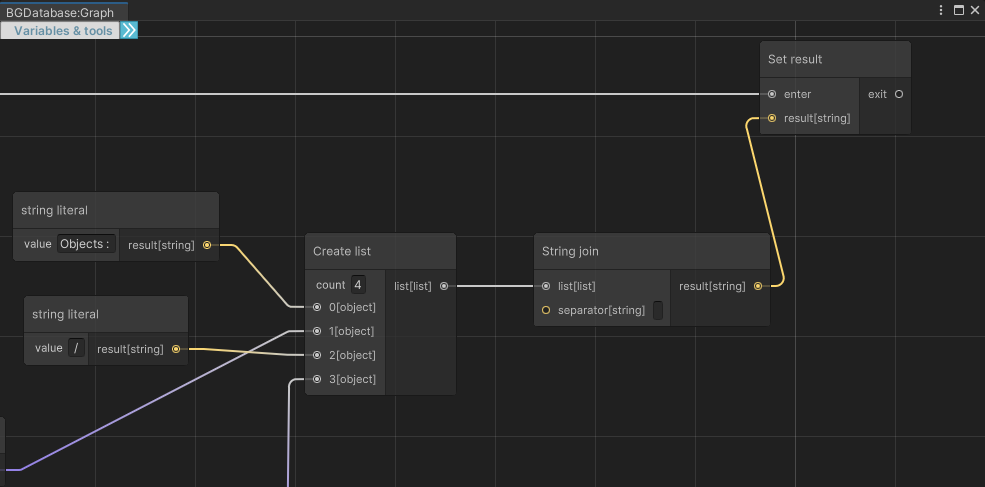 BGDatabase:Graph
Variables & tools
Set result
enter
exit
result[string]
string literal
value Objects :
result[string]
Create list
count 4
list[list]
0[object]
1[object]
2[object]
3[object]
String join
list[list]
result[string]
separator[string]
string literal
value /
result[string]